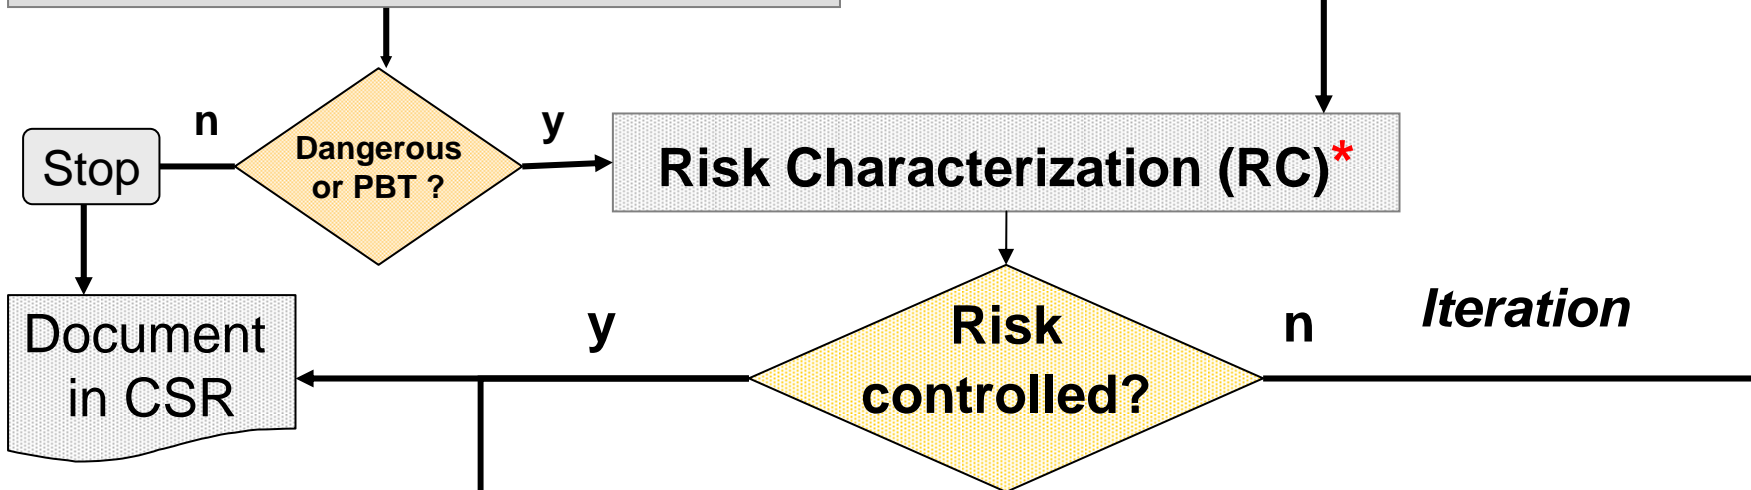 n
y
Dangerous
or PBT ?
Stop
Risk Characterization (RC)*
Document
in CSR
y
Risk
controlled?
n
Iteration